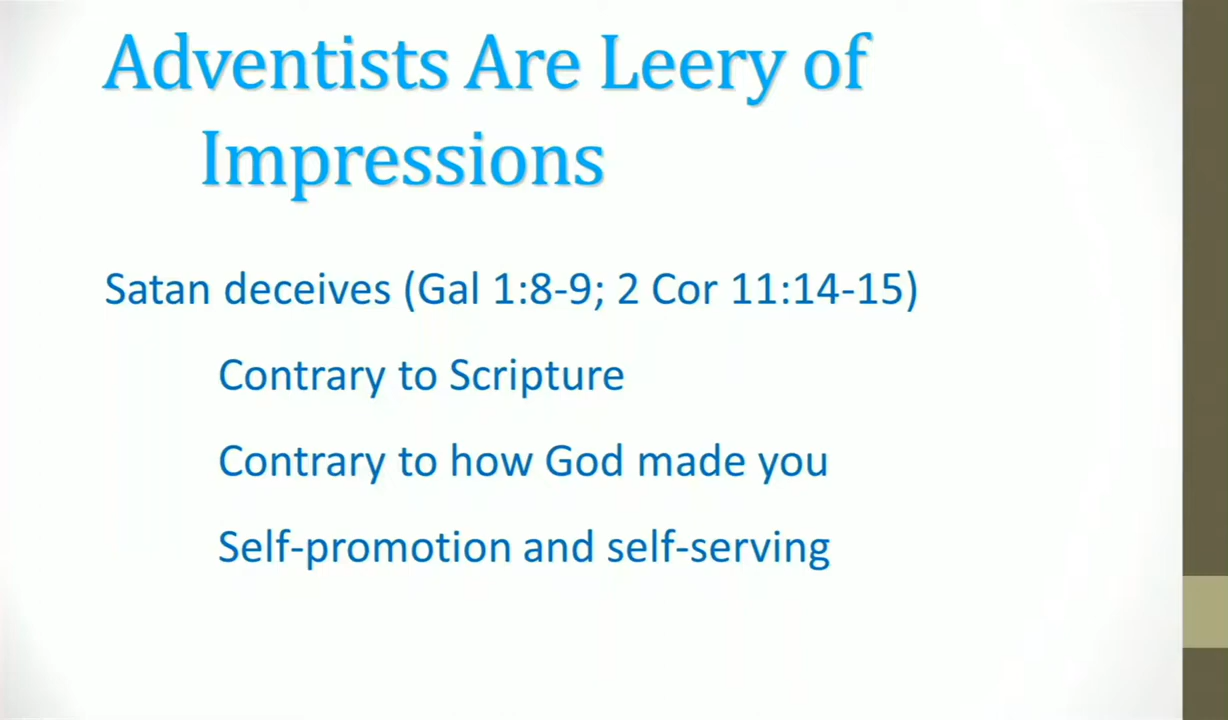 Adventists Are Leery of
Impressions
Satan deceives (Gal 1:8-9; 2 Cor 11:14-15)
Contrary to Scripture
Contrary to how God made you
Self-promotion and self-serving